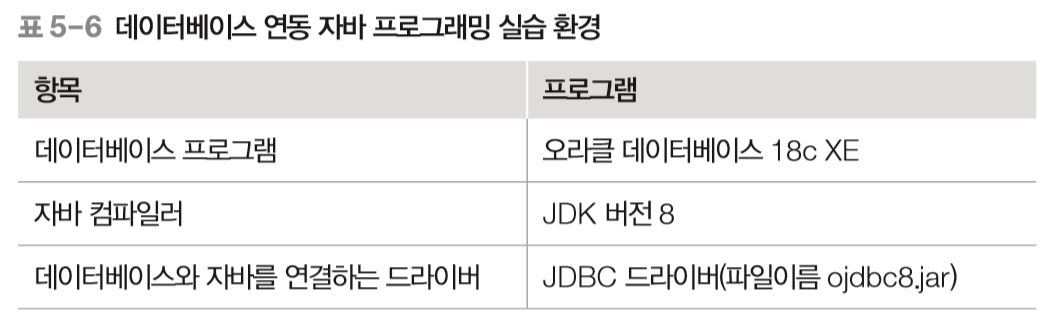 표 5-6 데이터베이스 연동 자바 프로그래밍 실습 환경
항목 프로그램
데이터베이스 프로그램 오라클 데이터베이스 18c XE
자바 컴파일러 JDK 버전 8
데이터베이스와 자바를 연결하는 드라이버 JDBC 드라이버(파일이름 ojdbc8.jar)